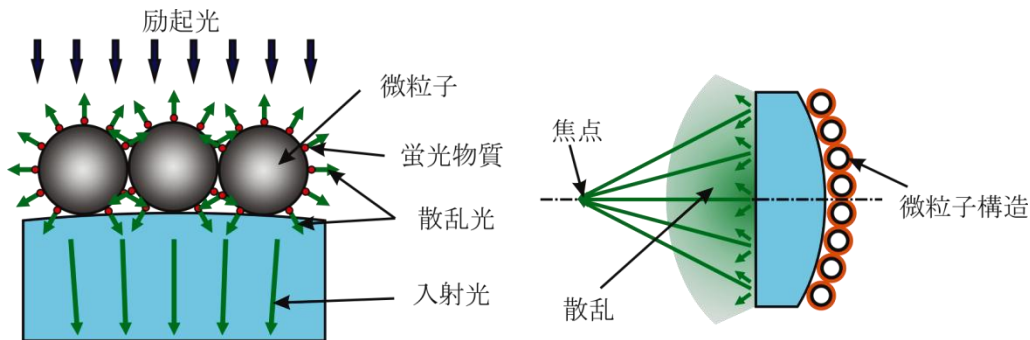 励起光
微粒子
蛍光物質
散乱光
入射光
焦点
微粒子構造
散乱